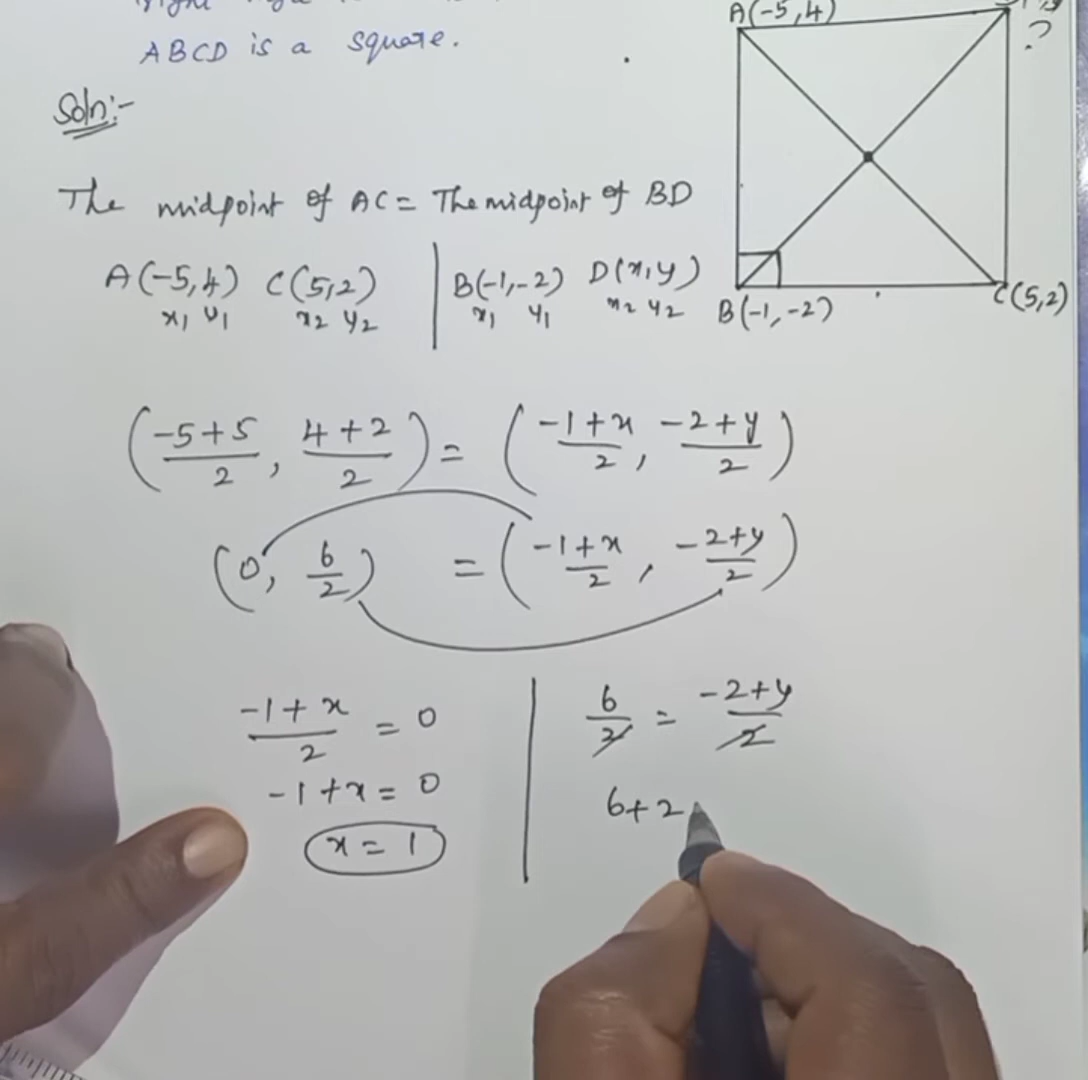 ABCD is a square.
A(-5,4)
?
Soln:-
The midpoint of AC = The midpoint of BD
A(-5,4) C(5,2) | B(-1,-2) D(x,y)
x1 y1 x2 y2 x1 y1 x2 y2
B(-1,-2) C(5,2)
(-5+5/2, 4+2/2) = (-1+x/2, -2+y/2)
(0, 6/2) = (-1+x/2, -2+y/2)
-1+x/2 = 0 | 6/2 = -2+y/2
-1+x = 0 6+2
x = 1